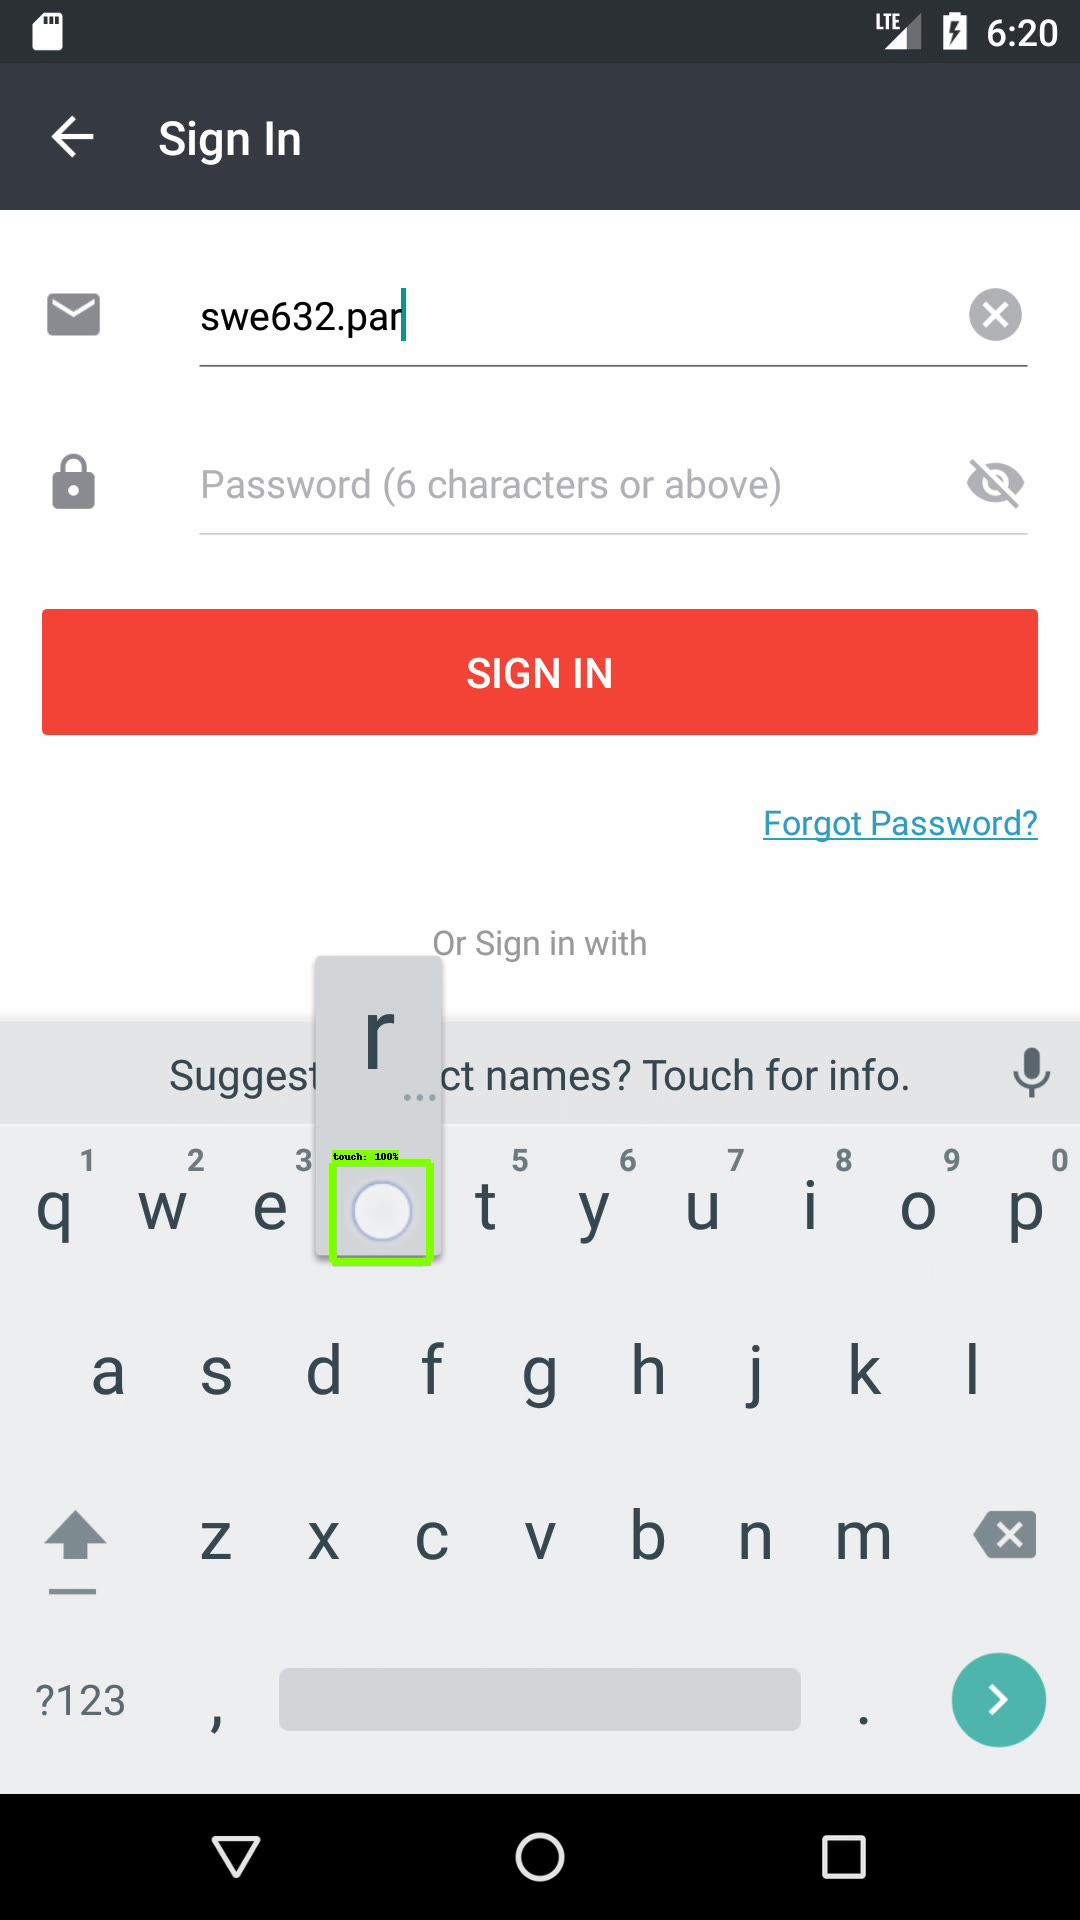 LTE 6:20
Sign In
swe632.par
Password (6 characters or above)
SIGN IN
Forgot Password?
Or Sign in with
r
...
Suggest ct names? Touch for info.
touch: 100%
1 2 3 5 6 7 8 9 0
q w e t y u i o p
a s d f g h j k l
z x c v b n m
?123 , .